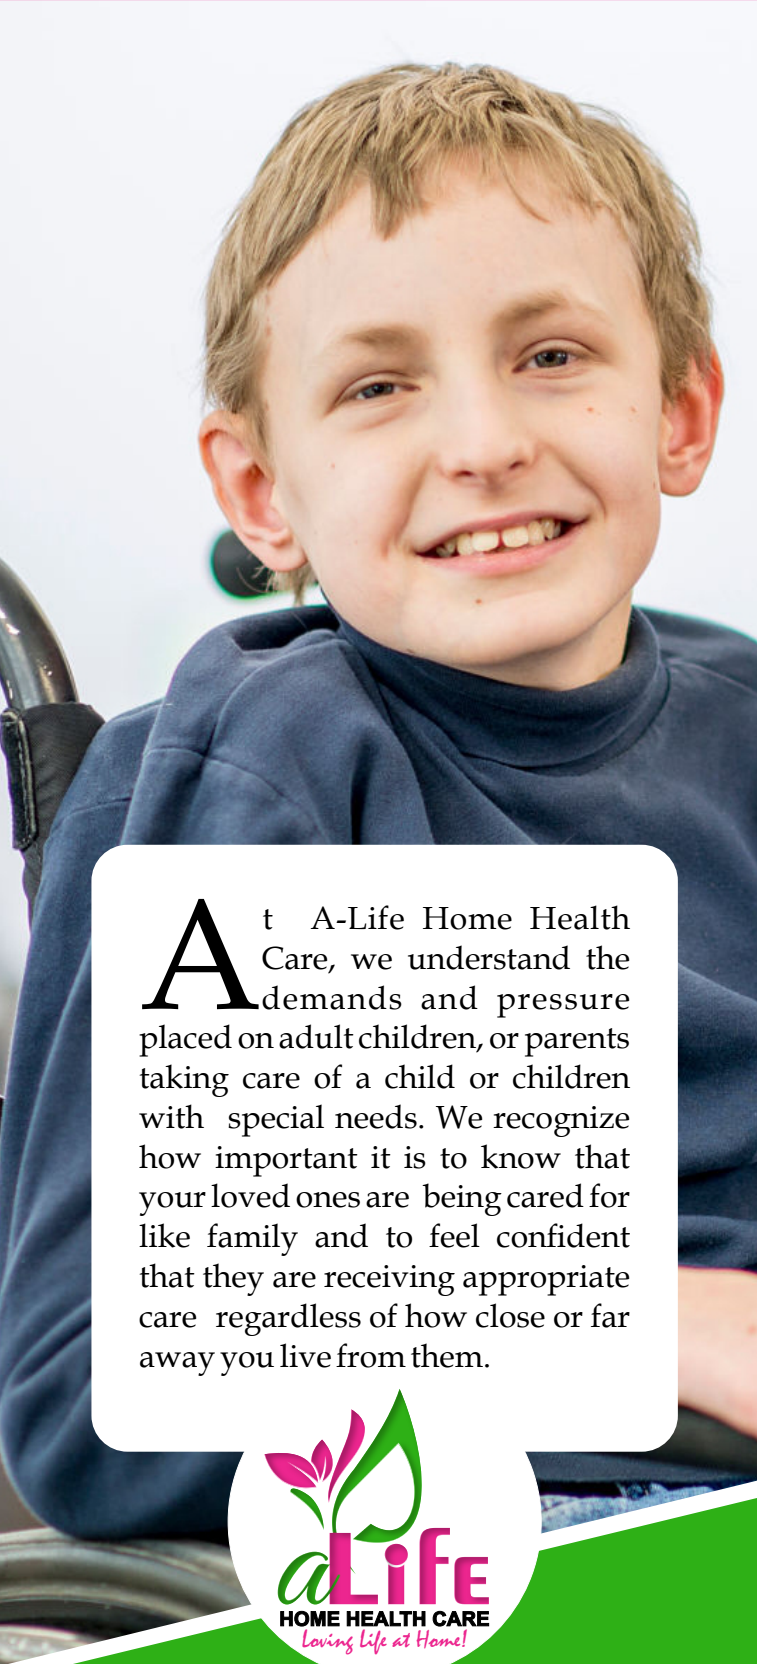 At A-Life Home Health
Care, we understand the
demands and pressure
placed on adult children, or parents
taking care of a child or children
with special needs. We recognize
how important it is to know that
your loved ones are being cared for
like family and to feel confident
that they are receiving appropriate
care regardless of how close or far
away you live from them.
aLife
HOME HEALTH CARE
Loving Life at Home!